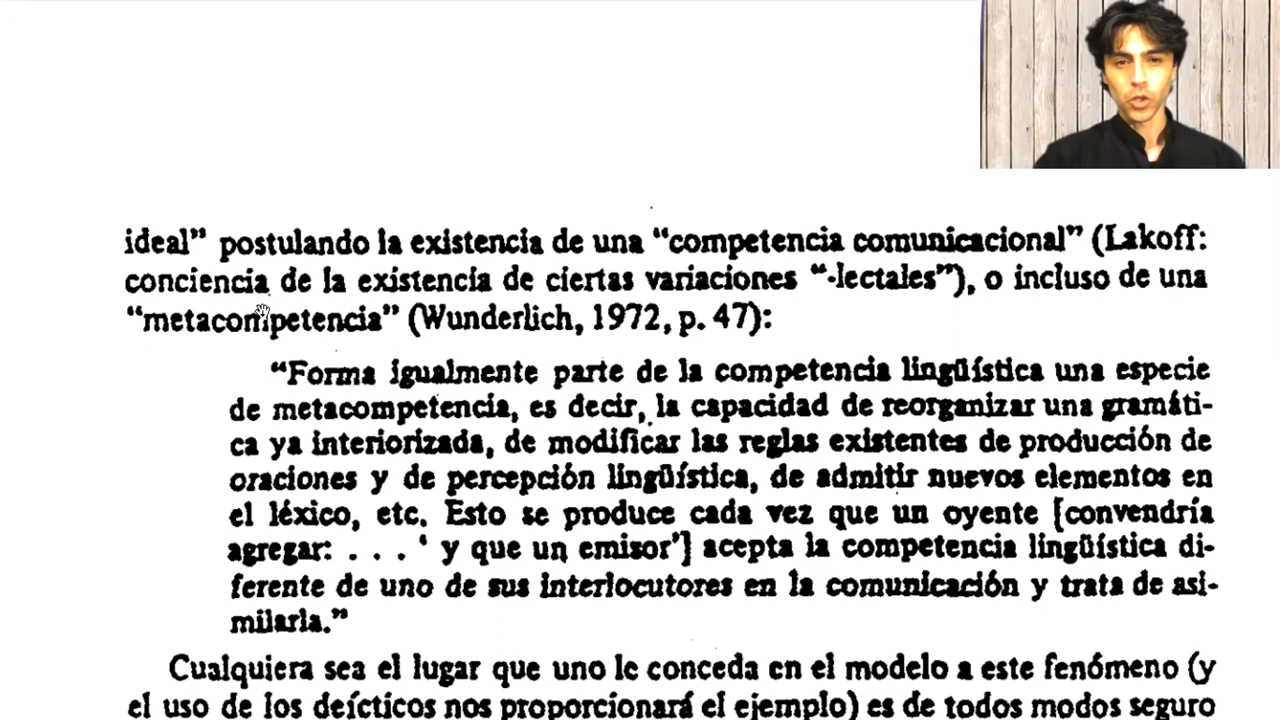 ideal” postulando la existencia de una “competencia comunicacional” (Lakoff:
conciencia de la existencia de ciertas variaciones “-lectales”), o incluso de una
“metacompetencia” (Wunderlich, 1972, p. 47):
“Forma igualmente parte de la competencia lingüística una especie
de metacompetencia, es decir, la capacidad de reorganizar una gramáti-
ca ya interiorizada, de modificar las reglas existentes de producción de
oraciones y de percepción lingüística, de admitir nuevos elementos en
el léxico, etc. Esto se produce cada vez que un oyente [convendría
agregar: . . . ‘ y que un emisor’] acepta la competencia lingüística di-
ferente de uno de sus interlocutores en la comunicación y trata de asi-
milarla.”
Cualquiera sea el lugar que uno le conceda en el modelo a este fenómeno (y
el uso de los deícticos nos proporcionará el ejemplo) es de todos modos seguro